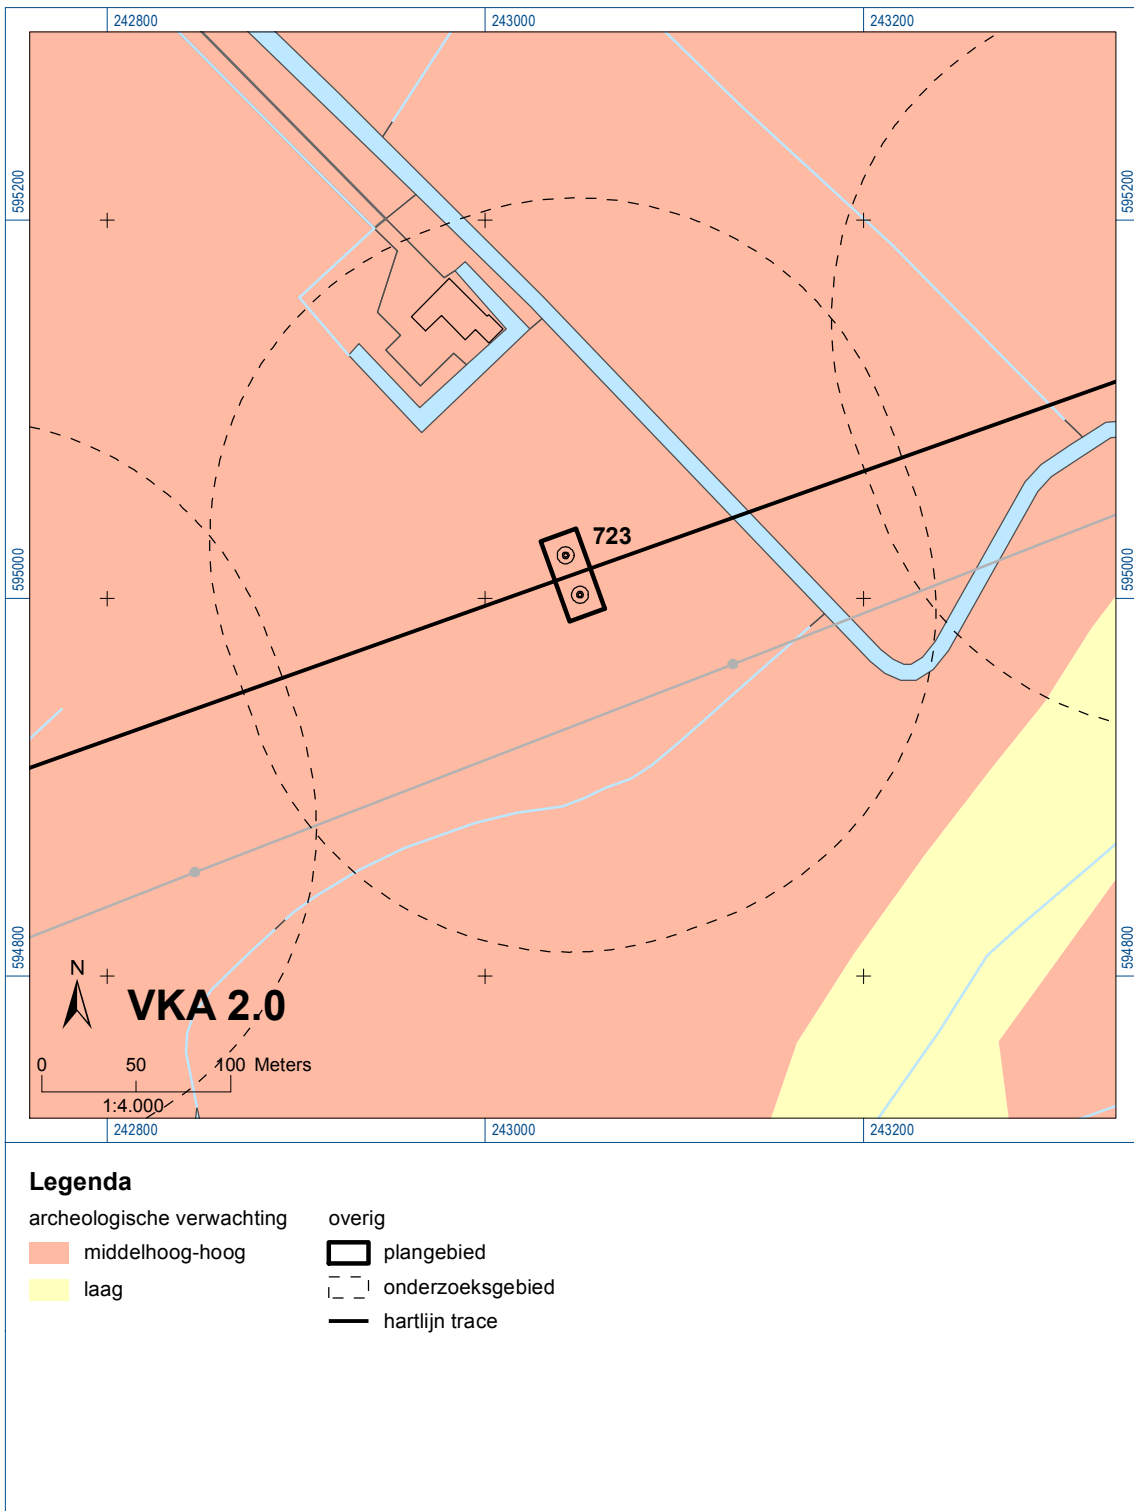 242800 243000 243200
595200 595200
723
595000 595000
594800 594800
N
VKA 2.0
0 50 100 Meters
1:4.000
242800 243000 243200
Legenda
archeologische verwachting overig
middelhoog-hoog plangebied
laag onderzoeksgebied
hartlijn trace